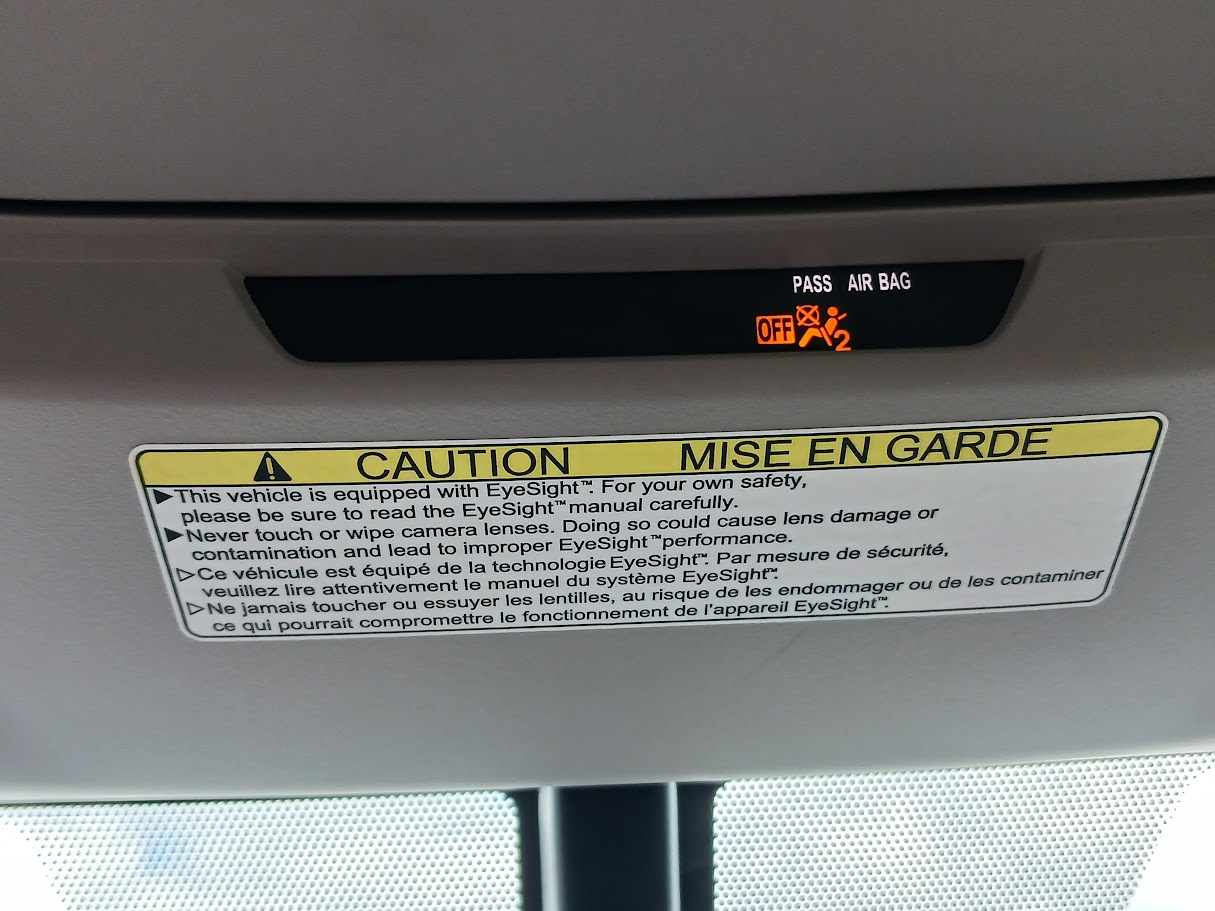 PASS AIR BAG
OFF 2
CAUTION MISE EN GARDE
▶This vehicle is equipped with EyeSight™. For your own safety,
please be sure to read the EyeSight™ manual carefully.
▶Never touch or wipe camera lenses. Doing so could cause lens damage or
contamination and lead to improper EyeSight™ performance.
▷Ce véhicule est équipé de la technologie EyeSight™. Par mesure de sécurité,
veuillez lire attentivement le manuel du système EyeSight™.
▷Ne jamais toucher ou essuyer les lentilles, au risque de les endommager ou de les contaminer
ce qui pourrait compromettre le fonctionnement de l'appareil EyeSight™.